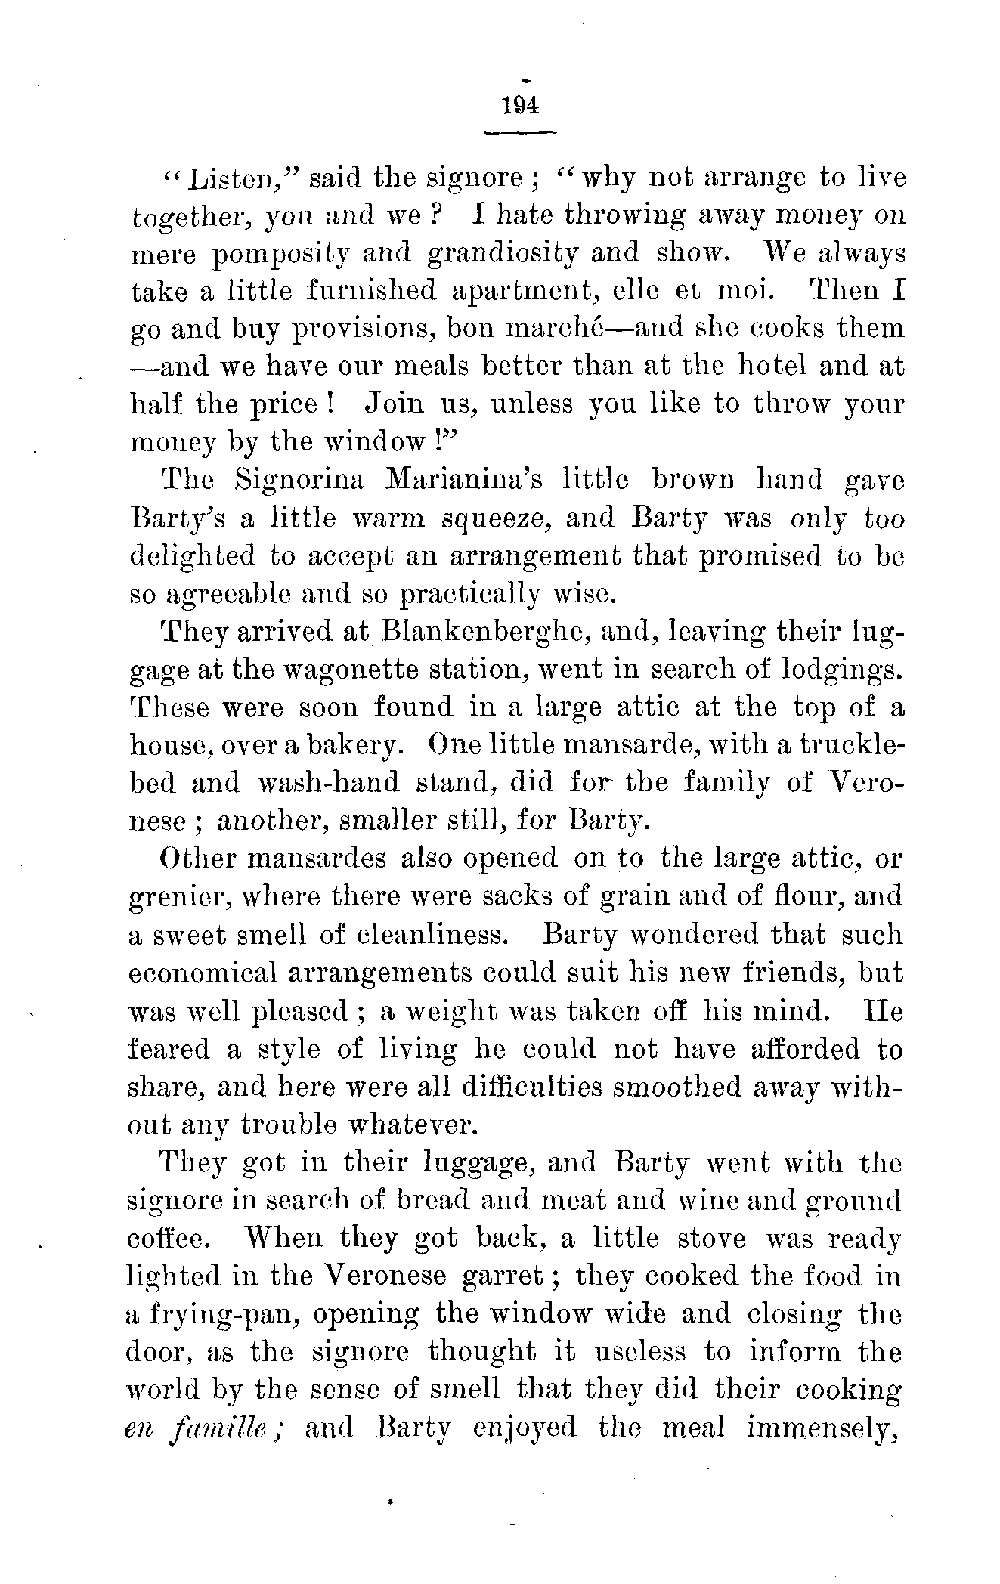 194
"Listen," said the signore; "why not arrange to live
together, you and we? I hate throwing away money on
mere pomposity and grandiosity and show. We always
take a little furnished apartment, elle et moi. Then I
go and buy provisions, bon marché—and she cooks them
—and we have our meals better than at the hotel and at
half the price! Join us, unless you like to throw your
money by the window!"
The Signorina Marianina's little brown hand gave
Barty's a little warm squeeze, and Barty was only too
delighted to accept an arrangement that promised to be
so agreeable and so practically wise.
They arrived at Blankenberghe, and, leaving their lug-
gage at the wagonette station, went in search of lodgings.
These were soon found in a large attic at the top of a
house, over a bakery. One little mansarde, with a truckle-
bed and wash-hand stand, did for the family of Vero-
nese; another, smaller still, for Barty.
Other mansardes also opened on to the large attic, or
grenier, where there were sacks of grain and of flour, and
a sweet smell of cleanliness. Barty wondered that such
economical arrangements could suit his new friends, but
was well pleased; a weight was taken off his mind. He
feared a style of living he could not have afforded to
share, and here were all difficulties smoothed away with-
out any trouble whatever.
They got in their luggage, and Barty went with the
signore in search of bread and meat and wine and ground
coffee. When they got back, a little stove was ready
lighted in the Veronese garret; they cooked the food in
a frying-pan, opening the window wide and closing the
door, as the signore thought it useless to inform the
world by the sense of smell that they did their cooking
en famille; and Barty enjoyed the meal immensely,